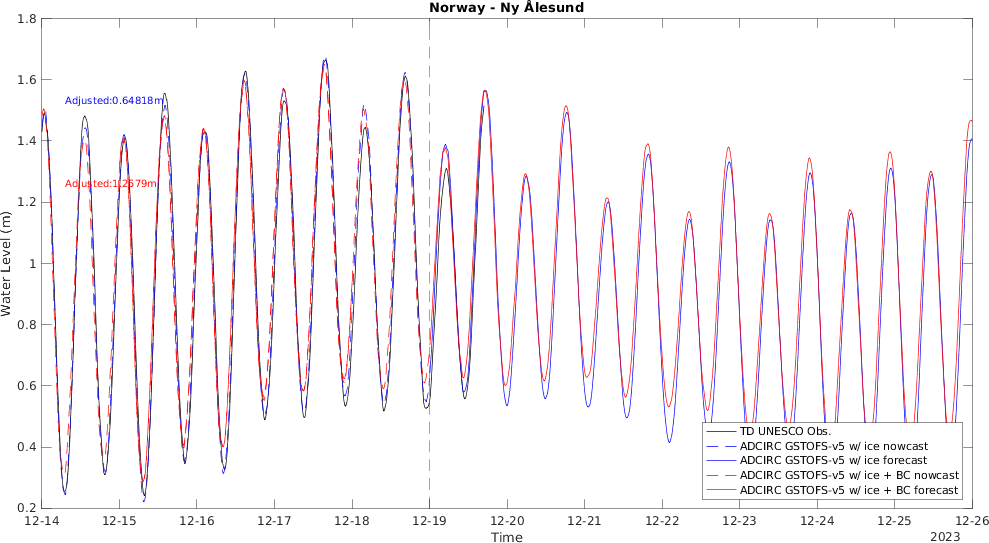 Norway - Ny Ålesund
1.8
1.6
1.4
1.2
1
0.8
0.6
0.4
0.2
Water Level (m)
Adjusted:0.64818m
Adjusted:1.2579m
TD UNESCO Obs.
ADCIRC GSTOFS-v5 w/ ice nowcast
ADCIRC GSTOFS-v5 w/ ice forecast
ADCIRC GSTOFS-v5 w/ ice + BC nowcast
ADCIRC GSTOFS-v5 w/ ice + BC forecast
12-14 12-15 12-16 12-17 12-18 12-19 12-20 12-21 12-22 12-23 12-24 12-25 12-26
Time
2023